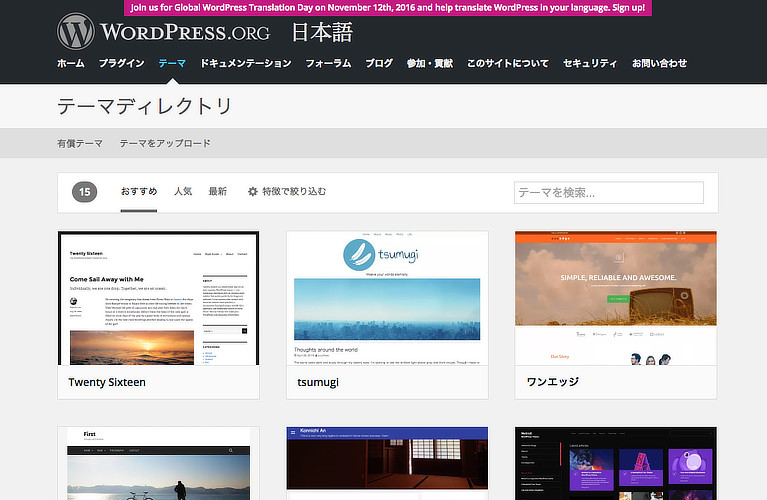 Join us for Global WordPress Translation Day on November 12th, 2016 and help translate WordPress in your language. Sign up!
WORDPRESS.ORG 日本語
ホーム プラグイン テーマ ドキュメンテーション フォーラム ブログ 参加・貢献 このサイトについて セキュリティ お問い合わせ
テーマディレクトリ
有償テーマ テーマをアップロード
15 おすすめ 人気 最新 特徴で絞り込む テーマを検索...
Twenty Sixteen
Come Sail Away with Me
tsumugi
Thoughts around the world
SIMPLE, RELIABLE AND AWESOME.
Our Story
Twenty Sixteen tsumugi ワンエッジ
First
Kannichi An